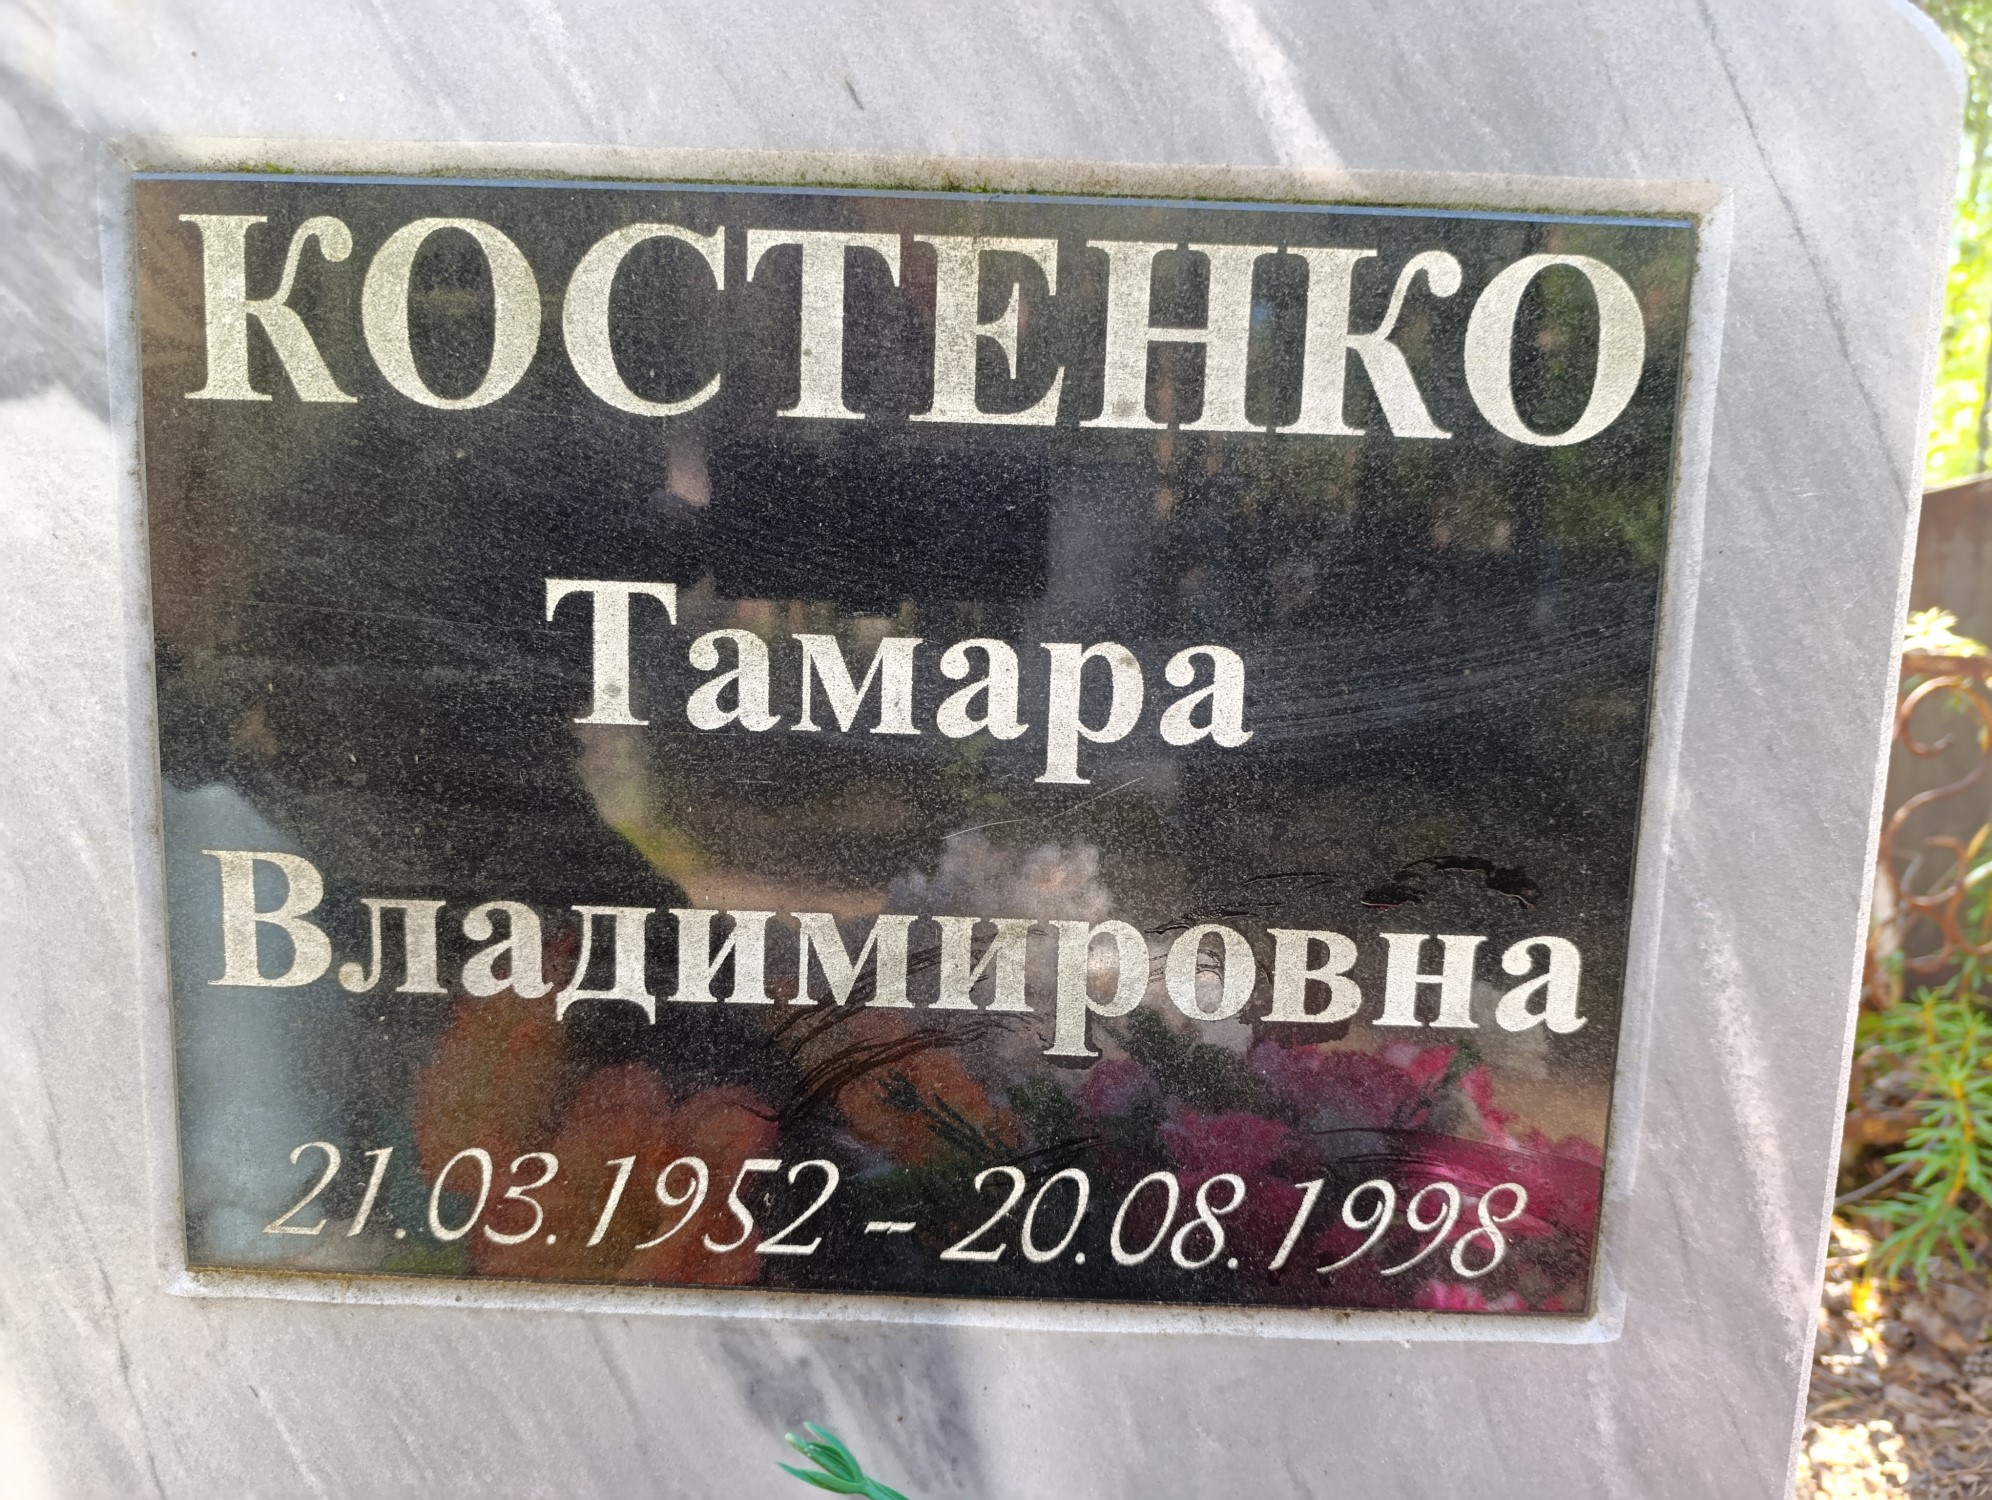 КОСТЕНКО
Тамара
Владимировна
21.03.1952 - 20.08.1998